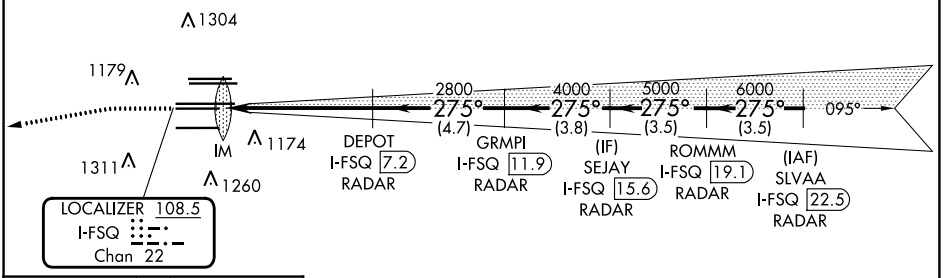 1304
1179
2800
4000
5000
6000
275°
275°
275°
275°
095°
(4.7)
(3.8)
(3.5)
(3.5)
IM
1174
1311
1260
DEPOT
I-FSQ 7.2
RADAR
GRMPI
I-FSQ 11.9
RADAR
(IF)
SEJAY
I-FSQ 15.6
RADAR
ROMMM
I-FSQ 19.1
RADAR
(IAF)
SLVAA
I-FSQ 22.5
RADAR
LOCALIZER 108.5
I-FSQ
Chan 22